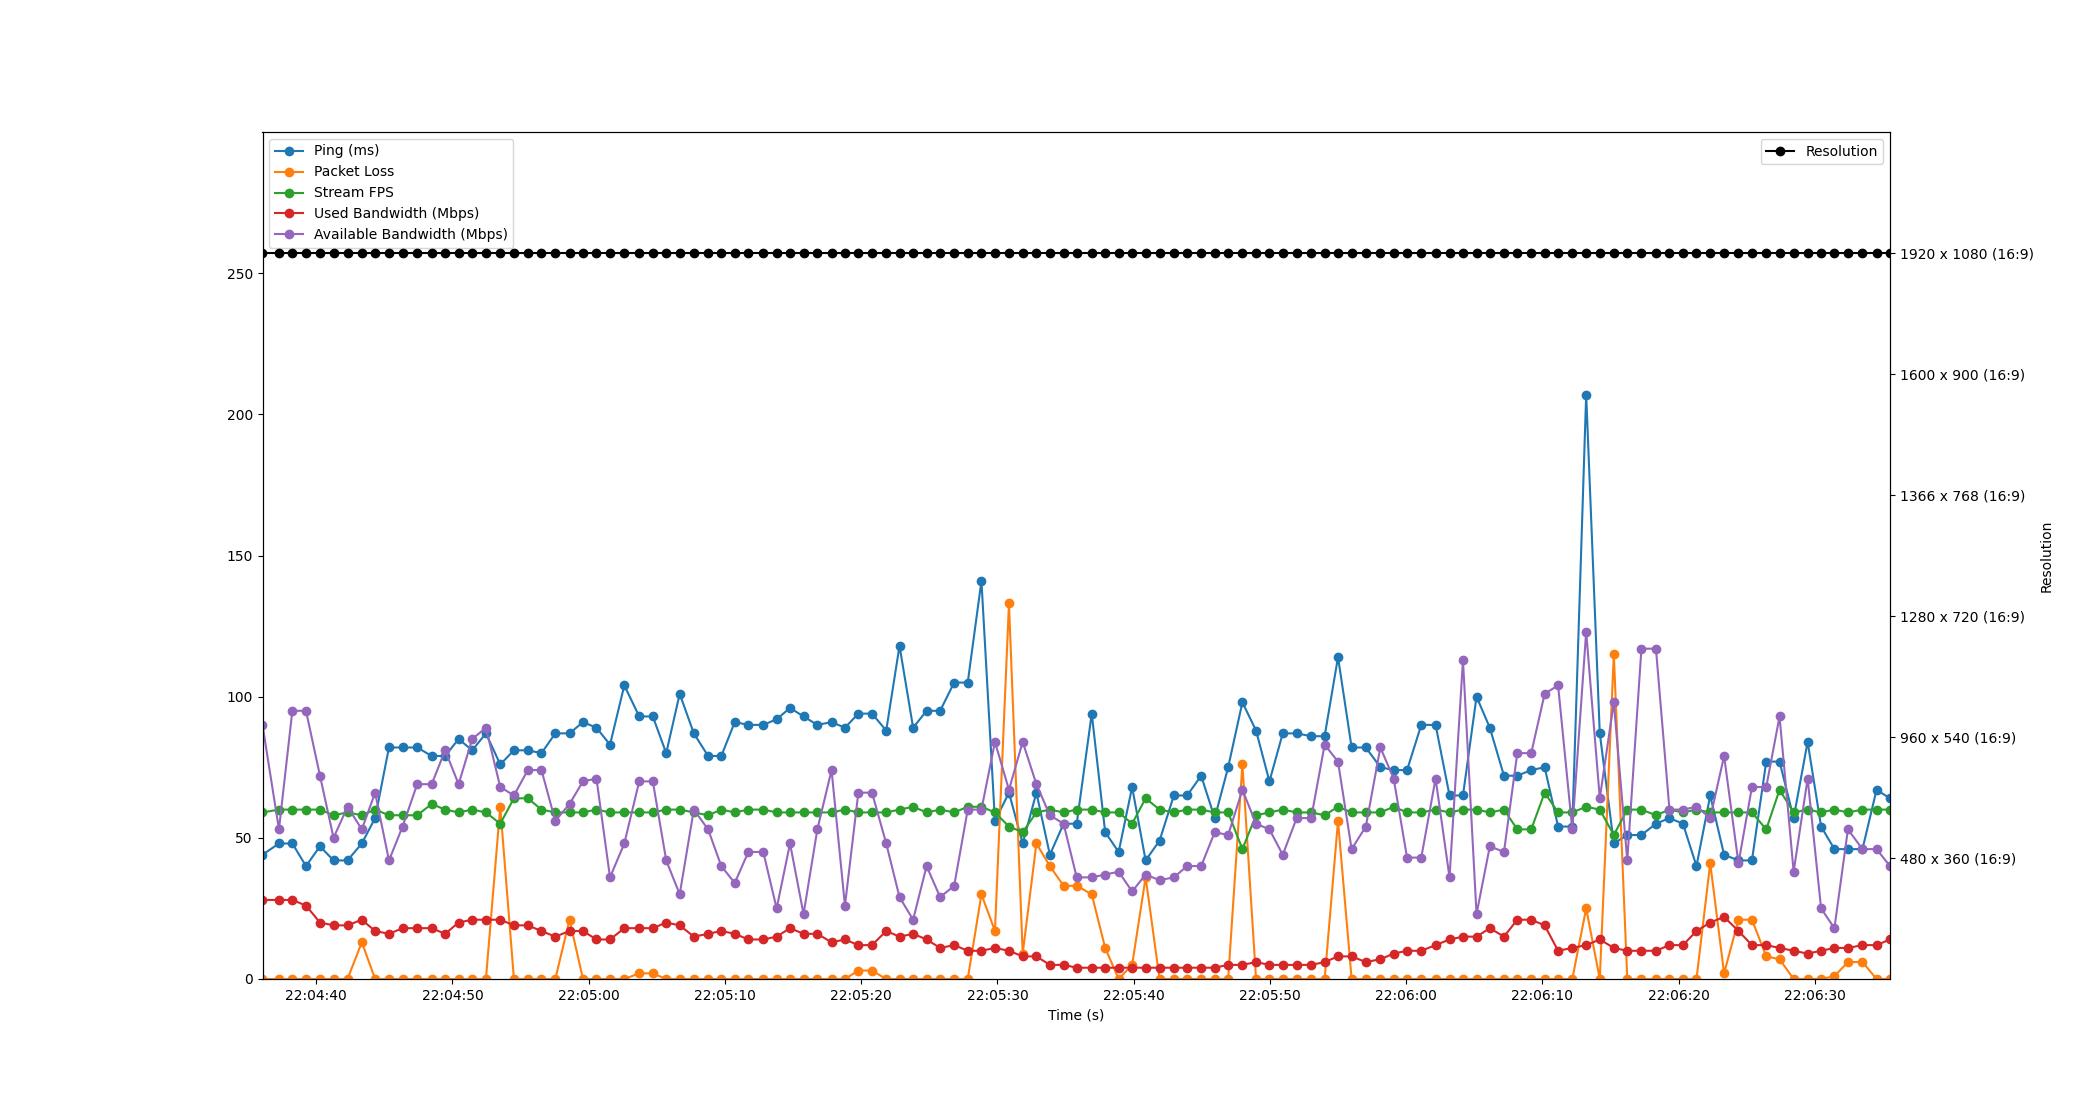 Ping (ms)
Packet Loss
Stream FPS
Used Bandwidth (Mbps)
Available Bandwidth (Mbps)
Resolution
250
200
150
100
50
0
1920 x 1080 (16:9)
1600 x 900 (16:9)
1366 x 768 (16:9)
1280 x 720 (16:9)
960 x 540 (16:9)
480 x 360 (16:9)
Resolution
22:04:40 22:04:50 22:05:00 22:05:10 22:05:20 22:05:30 22:05:40 22:05:50 22:06:00 22:06:10 22:06:20 22:06:30
Time (s)